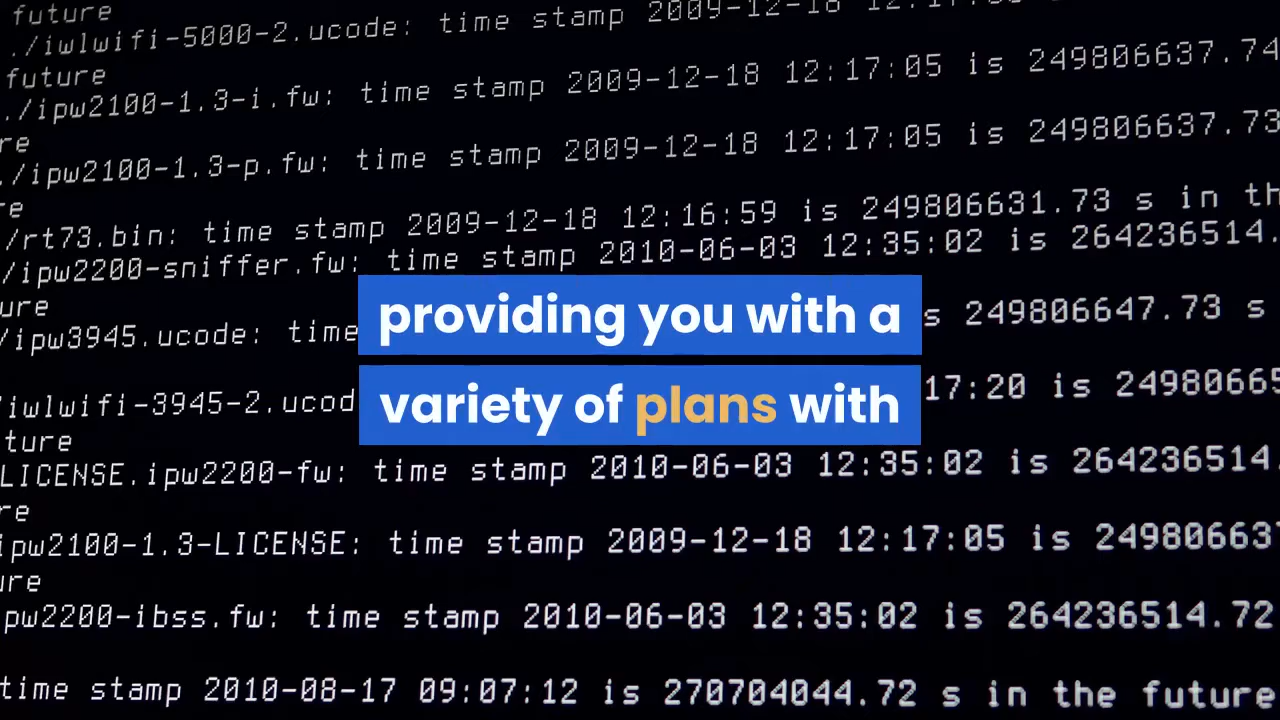 future
./iwlwifi-5000-2.ucode: time stamp 2009-12-18
future
./ipw2100-1.3-i.fw: time stamp 2009-12-18 12:17:05 is 249806637.74
re
./ipw2100-1.3-p.fw: time stamp 2009-12-18 12:17:05 is 249806637.73
re
/rt73.bin: time stamp 2009-12-18 12:16:59 is 249806631.73 s in th
/ipw2200-sniffer.fw: time stamp 2010-06-03 12:35:02 is 264236514.
ure
/ipw3945.ucode: time s 249806647.73 s
providing you with a
variety of plans with
/iwlwifi-3945-2.ucod 17:20 is 24980665
ture
LICENSE.ipw2200-fw: time stamp 2010-06-03 12:35:02 is 264236514.
re
ipw2100-1.3-LICENSE: time stamp 2009-12-18 12:17:05 is 249806637
ure
pw2200-ibss.fw: time stamp 2010-06-03 12:35:02 is 264236514.72
time stamp 2010-08-17 09:07:12 is 270704044.72 s in the future